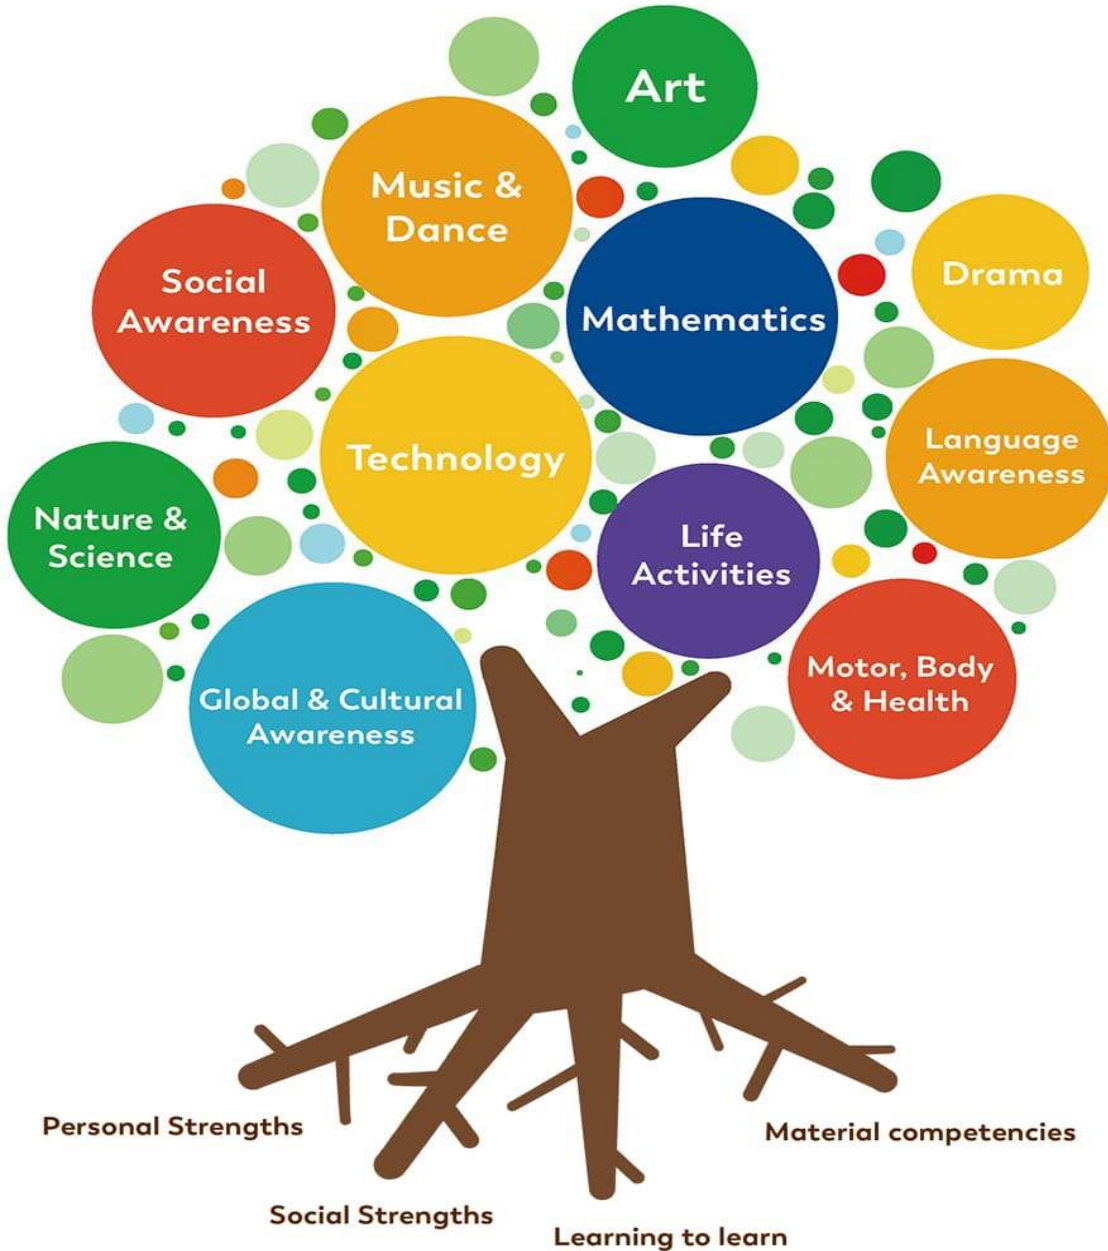 Art
Music &
Dance
Social
Awareness
Mathematics
Drama
Technology
Language
Awareness
Nature &
Science
Life
Activities
Global & Cultural
Awareness
Motor, Body
& Health
Personal Strengths
Material competencies
Social Strengths
Learning to learn